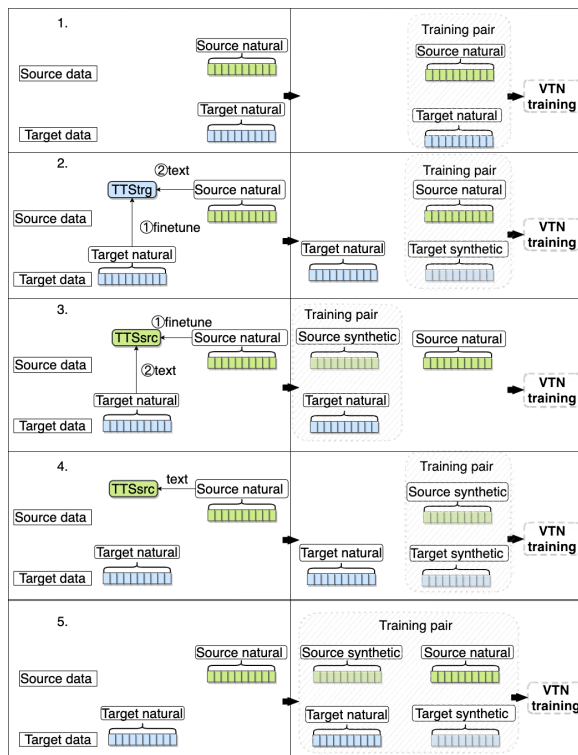 1.
Source natural
Source data
Target natural
Target data
Training pair
Source natural
Target natural
VTN
training
2.
②text
TTStrg
Source natural
Source data
①finetune
Target natural
Target data
Target natural
Training pair
Source natural
Target synthetic
VTN
training
3.
①finetune
TTSsrc
Source natural
Source data
②text
Target natural
Target data
Training pair
Source synthetic
Target natural
Source natural
VTN
training
4.
text
TTSsrc
Source natural
Source data
Target natural
Target data
Target natural
Training pair
Source synthetic
Target synthetic
VTN
training
5.
Source natural
Source data
Target natural
Target data
Training pair
Source synthetic
Source natural
Target natural
Target synthetic
VTN
training